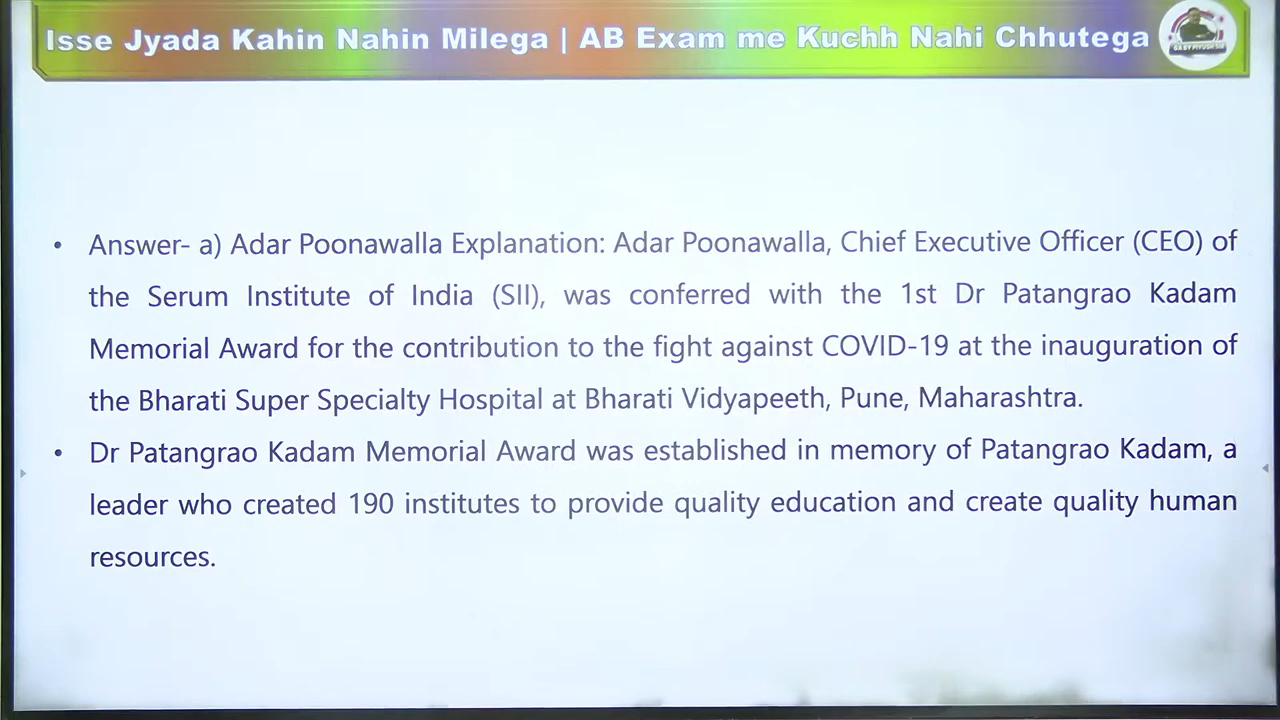 Isse Jyada Kahin Nahin Milega | AB Exam me Kuchh Nahi Chhutega
GA BY PIYUSH SIR
• Answer- a) Adar Poonawalla Explanation: Adar Poonawalla, Chief Executive Officer (CEO) of
the Serum Institute of India (SII), was conferred with the 1st Dr Patangrao Kadam
Memorial Award for the contribution to the fight against COVID-19 at the inauguration of
the Bharati Super Specialty Hospital at Bharati Vidyapeeth, Pune, Maharashtra.
• Dr Patangrao Kadam Memorial Award was established in memory of Patangrao Kadam, a
leader who created 190 institutes to provide quality education and create quality human
resources.